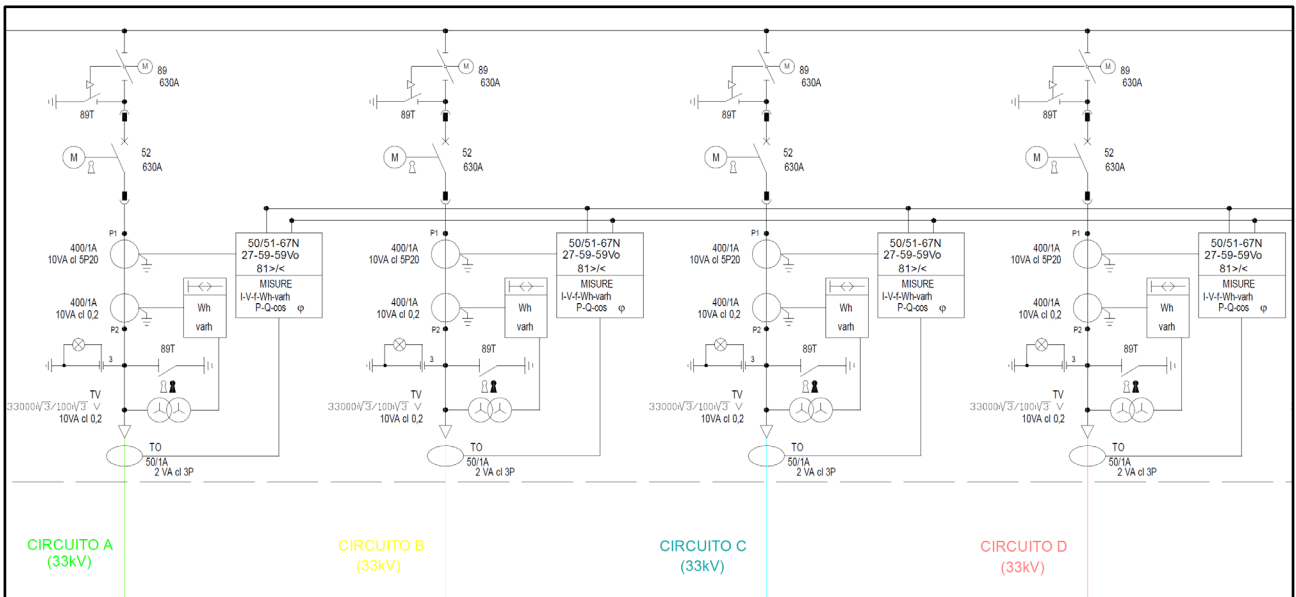 M 89
630A
89T
M
52
630A
P1
400/1A
10VA cl 5P20
50/51-67N
27-59-59Vo
81>/<
MISURE
I-V-f-Wh-varh
P-Q-cos φ
400/1A
10VA cl 0,2
Wh
varh
P2
3
89T
TV
33000/√3/100/√3 V
10VA cl 0,2
TO
50/1A
2 VA cl 3P
CIRCUITO A
(33kV)
M 89
630A
89T
M
52
630A
P1
400/1A
10VA cl 5P20
50/51-67N
27-59-59Vo
81>/<
MISURE
I-V-f-Wh-varh
P-Q-cos φ
400/1A
10VA cl 0,2
Wh
varh
P2
3
89T
TV
33000/√3/100/√3 V
10VA cl 0,2
TO
50/1A
2 VA cl 3P
CIRCUITO B
(33kV)
M 89
630A
89T
M
52
630A
P1
400/1A
10VA cl 5P20
50/51-67N
27-59-59Vo
81>/<
MISURE
I-V-f-Wh-varh
P-Q-cos φ
400/1A
10VA cl 0,2
Wh
varh
P2
3
89T
TV
33000/√3/100/√3 V
10VA cl 0,2
TO
50/1A
2 VA cl 3P
CIRCUITO C
(33kV)
M 89
630A
89T
M
52
630A
P1
400/1A
10VA cl 5P20
50/51-67N
27-59-59Vo
81>/<
MISURE
I-V-f-Wh-varh
P-Q-cos φ
400/1A
10VA cl 0,2
Wh
varh
P2
3
89T
TV
33000/√3/100/√3 V
10VA cl 0,2
TO
50/1A
2 VA cl 3P
CIRCUITO D
(33kV)